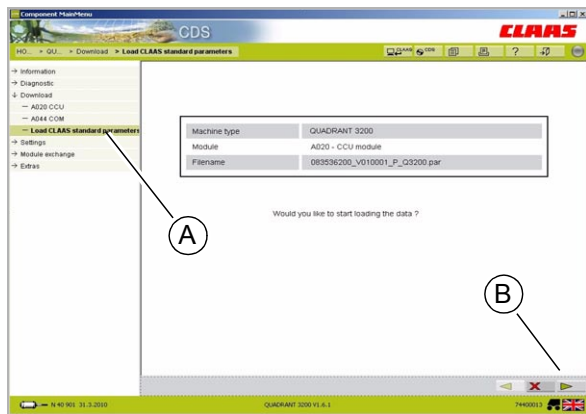 Component MainMenu
CDS
CLAAS
HO... » QU... » Download » Load CLAAS standard parameters
CLAAS CDS ?
→ Information
→ Diagnostic
↓ Download
– A020 CCU
– A044 COM
– Load CLAAS standard parameters
→ Settings
→ Module exchange
→ Extras
Machine type QUADRANT 3200
Module A020 - CCU module
Filename 083536200_V010001_P_Q3200.par
Would you like to start loading the data ?
A
B
N 40 901 31.5.2010 QUADRANT 3200 V1.6.1 74400013